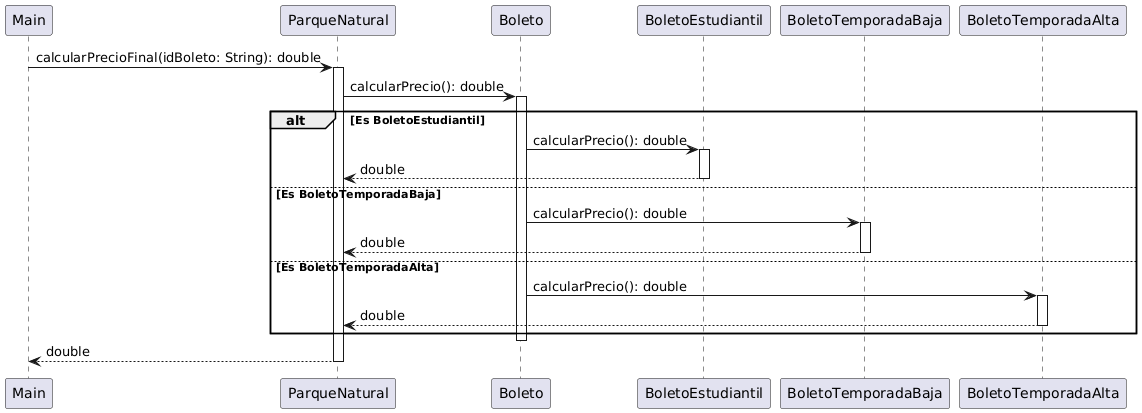 Main ParqueNatural Boleto BoletoEstudiantil BoletoTemporadaBaja BoletoTemporadaAlta
calcularPrecioFinal(idBoleto: String): double
calcularPrecio(): double
alt [Es BoletoEstudiantil]
calcularPrecio(): double
double
[Es BoletoTemporadaBaja]
calcularPrecio(): double
double
[Es BoletoTemporadaAlta]
calcularPrecio(): double
double
double
Main ParqueNatural Boleto BoletoEstudiantil BoletoTemporadaBaja BoletoTemporadaAlta